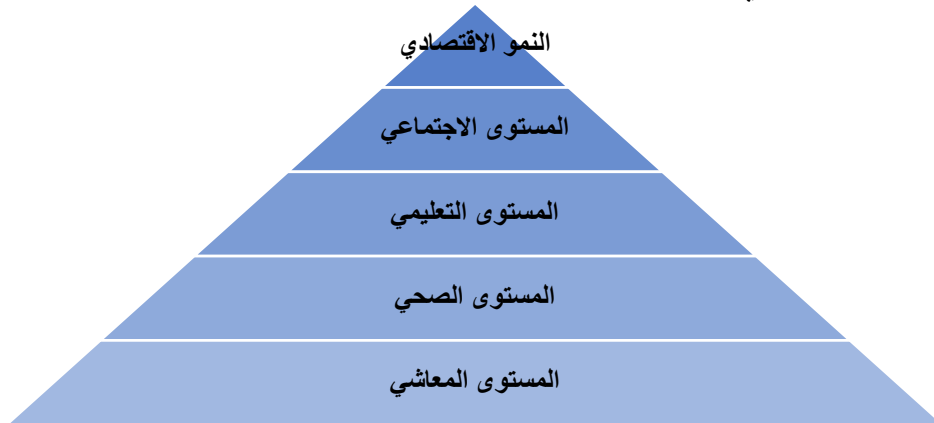 النمو الاقتصادي
المستوى الاجتماعي
المستوى التعليمي
المستوى الصحي
المستوى المعاشي